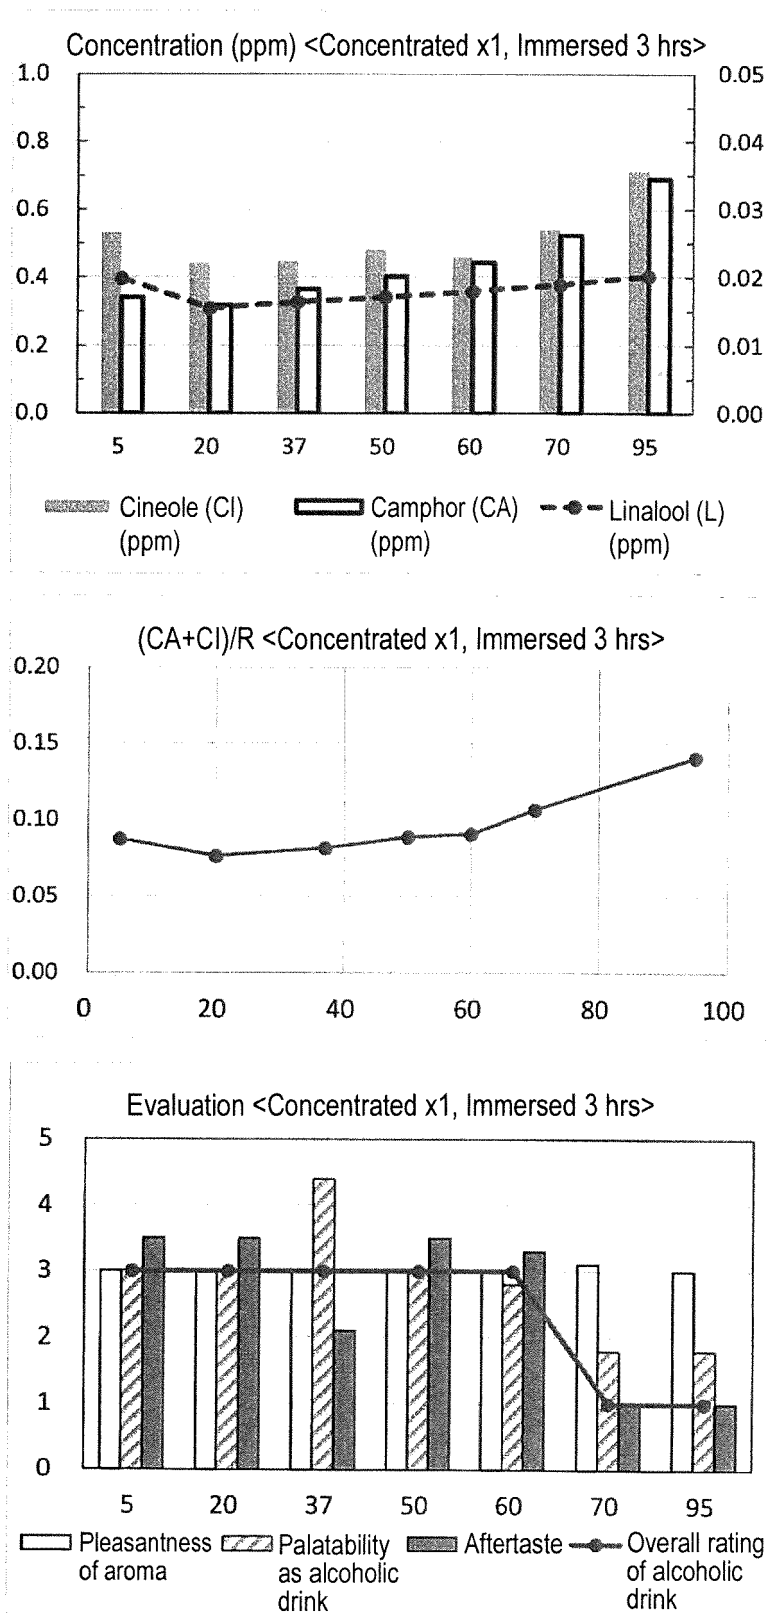 Concentration (ppm) <Concentrated x1, Immersed 3 hrs>
1.0
0.8
0.6
0.4
0.2
0.0
0.05
0.04
0.03
0.02
0.01
0.00
5 20 37 50 60 70 95
Cineole (CI) Camphor (CA) Linalool (L)
(ppm) (ppm) (ppm)
(CA+CI)/R <Concentrated x1, Immersed 3 hrs>
0.20
0.15
0.10
0.05
0.00
0 20 40 60 80 100
Evaluation <Concentrated x1, Immersed 3 hrs>
5
4
3
2
1
0
5 20 37 50 60 70 95
Pleasantness Palatability Aftertaste Overall rating
of aroma as alcoholic of alcoholic
drink drink